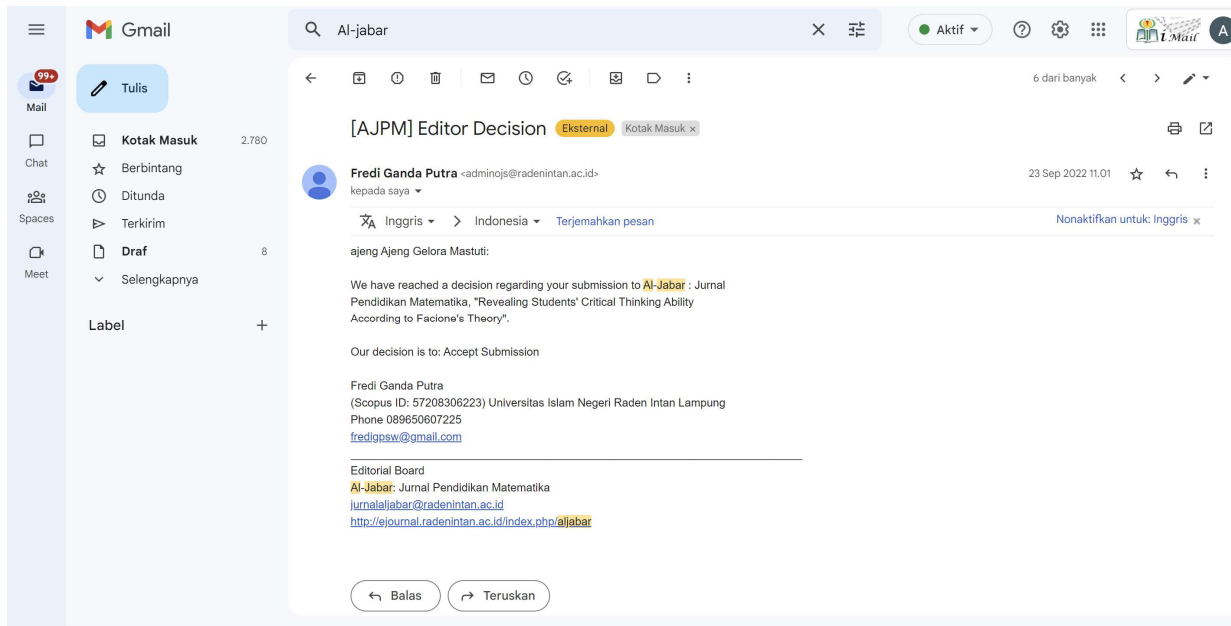 Gmail
Al-jabar
Aktif
i Mail
A
99+
Mail
Chat
Spaces
Meet
Tulis
Kotak Masuk 2.780
Berbintang
Ditunda
Terkirim
Draf 8
Selengkapnya
Label
6 dari banyak
[AJPM] Editor Decision Eksternal Kotak Masuk ×
Fredi Ganda Putra <adminojs@radenintan.ac.id> 23 Sep 2022 11.01
kepada saya
Inggris > Indonesia Terjemahkan pesan Nonaktifkan untuk: Inggris ×
ajeng Ajeng Gelora Mastuti:
We have reached a decision regarding your submission to Al-Jabar : Jurnal
Pendidikan Matematika, "Revealing Students' Critical Thinking Ability
According to Facione's Theory".
Our decision is to: Accept Submission
Fredi Ganda Putra
(Scopus ID: 57208306223) Universitas Islam Negeri Raden Intan Lampung
Phone 089650607225
fredigpsw@gmail.com
Editorial Board
Al-Jabar: Jurnal Pendidikan Matematika
jurnalaljabar@radenintan.ac.id
http://ejournal.radenintan.ac.id/index.php/aljabar
Balas
Teruskan